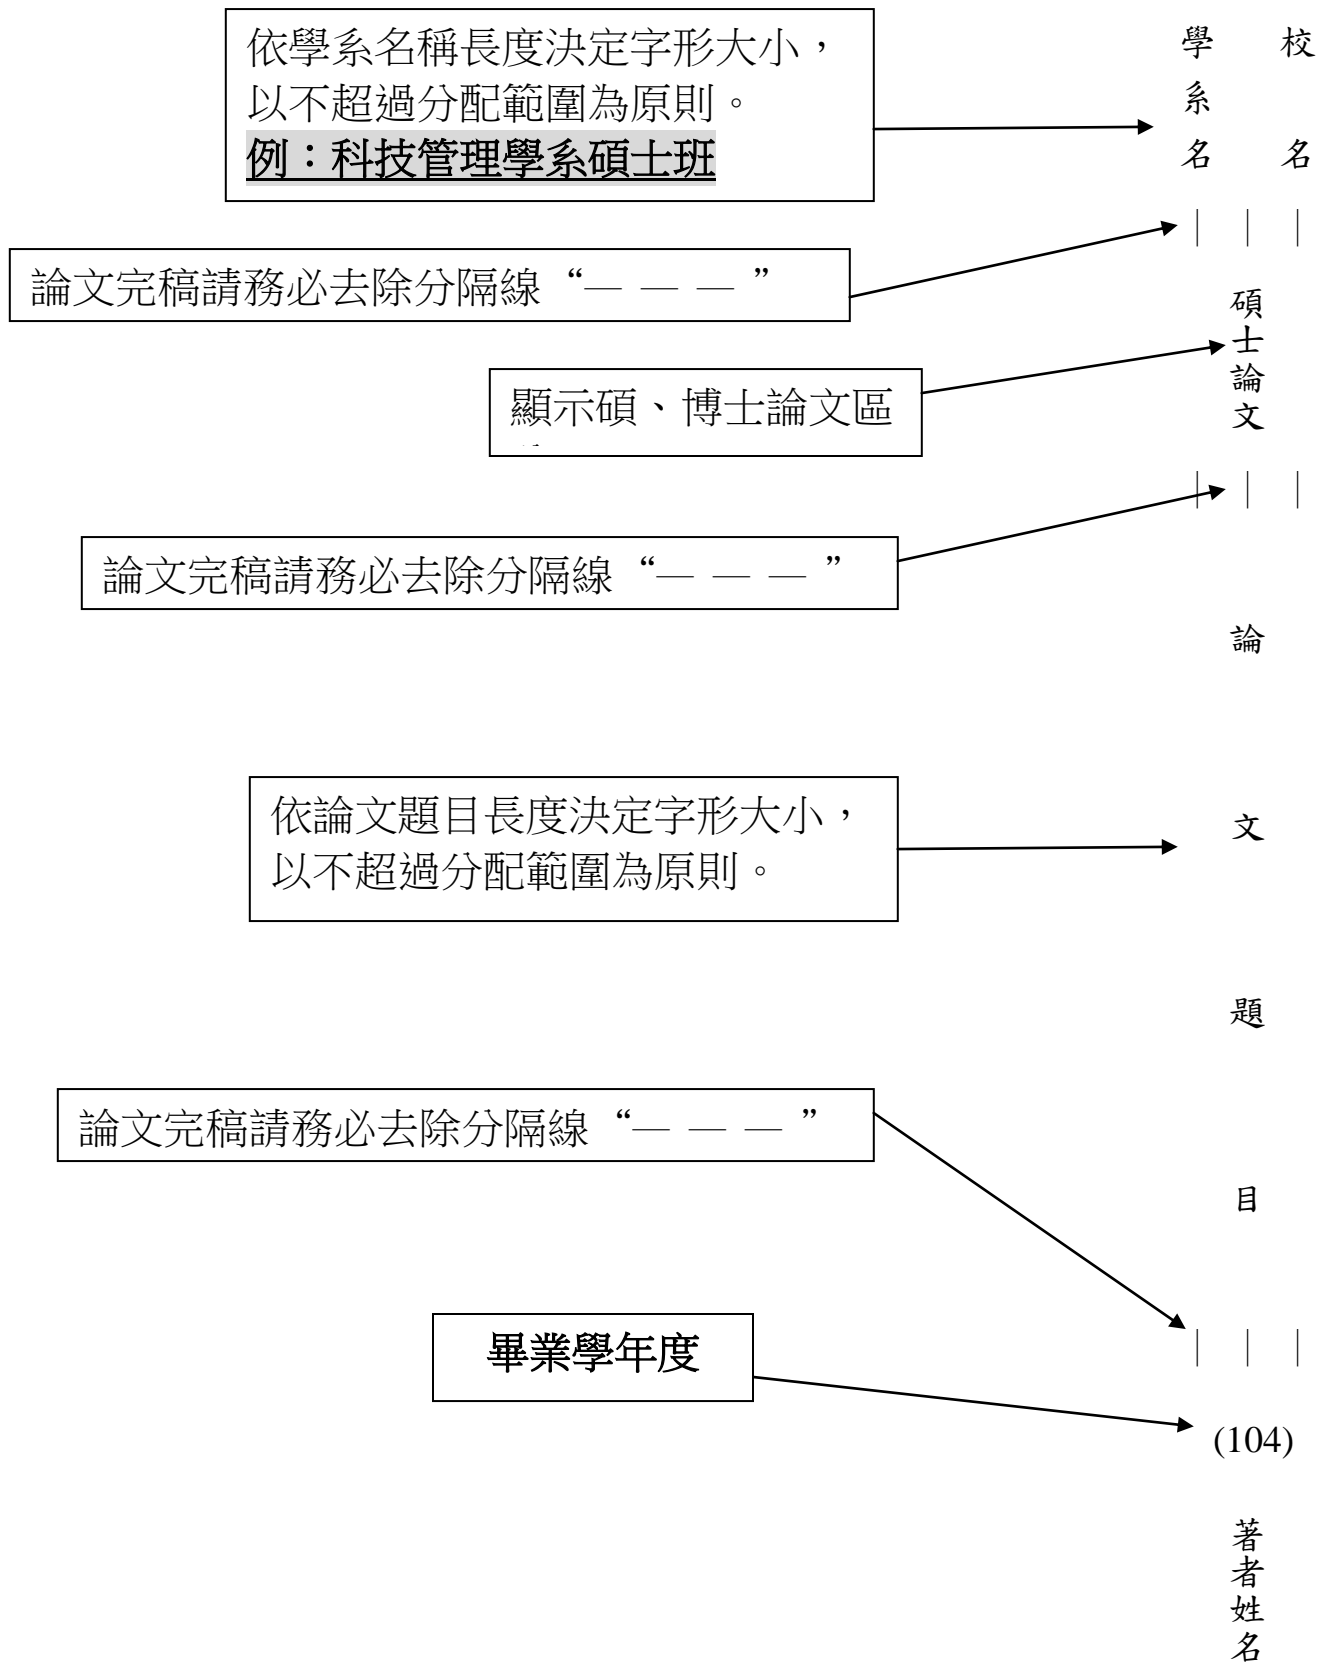 依學系名稱長度決定字形大小，
以不超過分配範圍為原則。
例：科技管理學系碩士班
校名
學系名
｜｜｜
論文完稿請務必去除分隔線“— — —”
碩士論文
顯示碩、博士論文區
｜｜｜
論文完稿請務必去除分隔線“— — —”
論文題目
依論文題目長度決定字形大小，
以不超過分配範圍為原則。
論文完稿請務必去除分隔線“— — —”
｜｜｜
畢業學年度
(104)
著者姓名